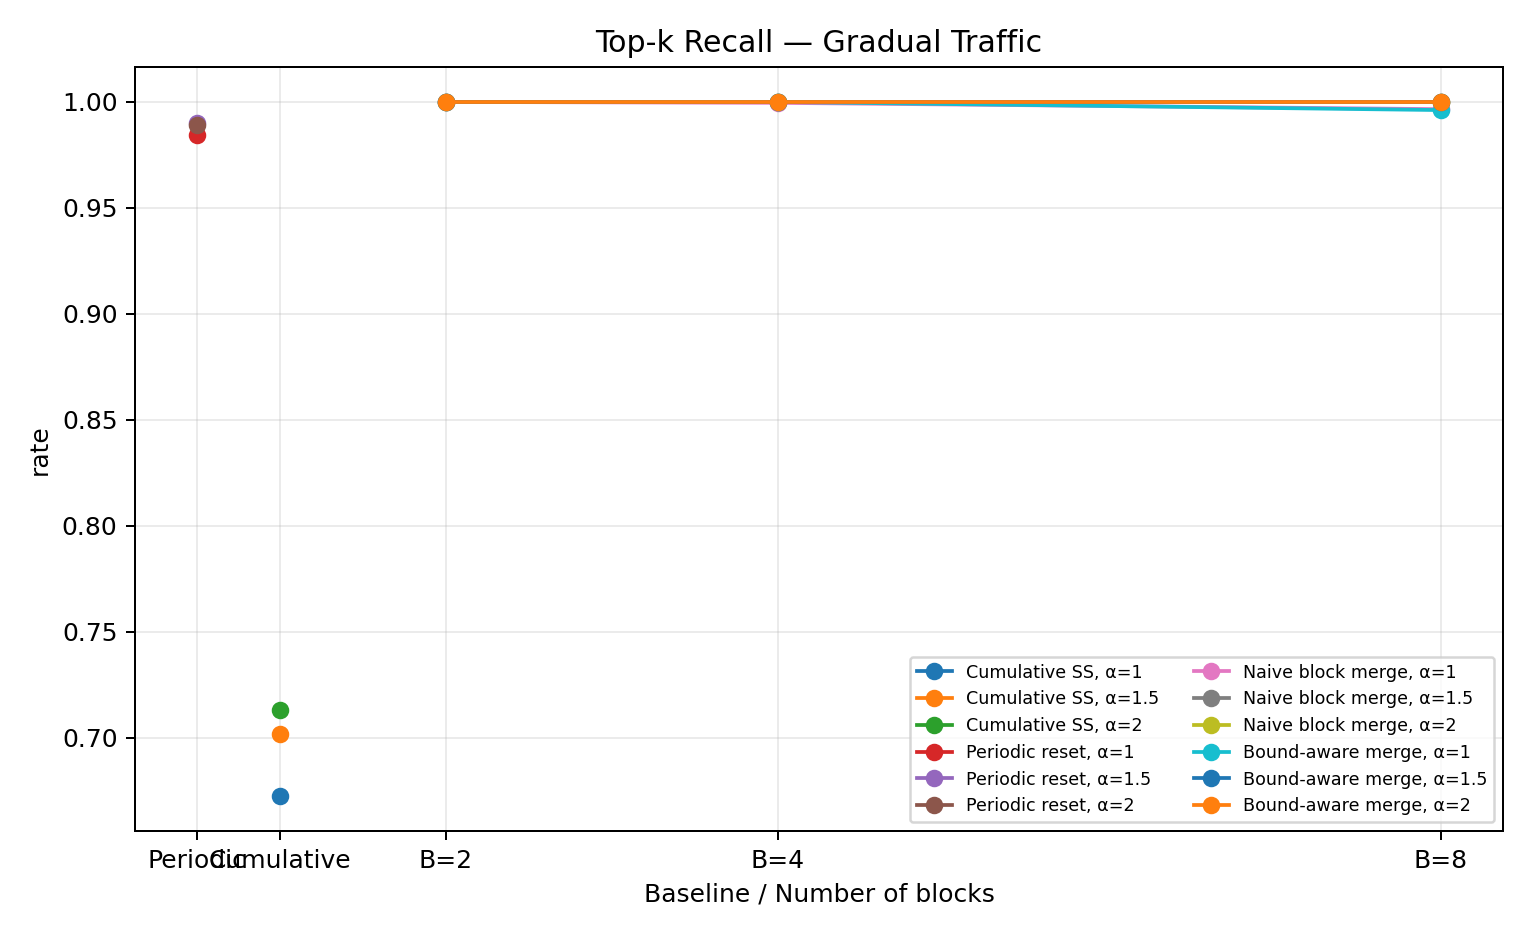 Top-k Recall — Gradual Traffic
1.00
0.95
0.90
0.85
0.80
0.75
0.70
rate
Periodic
Cumulative
B=2
B=4
B=8
Baseline / Number of blocks
Cumulative SS, α=1
Cumulative SS, α=1.5
Cumulative SS, α=2
Periodic reset, α=1
Periodic reset, α=1.5
Periodic reset, α=2
Naive block merge, α=1
Naive block merge, α=1.5
Naive block merge, α=2
Bound-aware merge, α=1
Bound-aware merge, α=1.5
Bound-aware merge, α=2